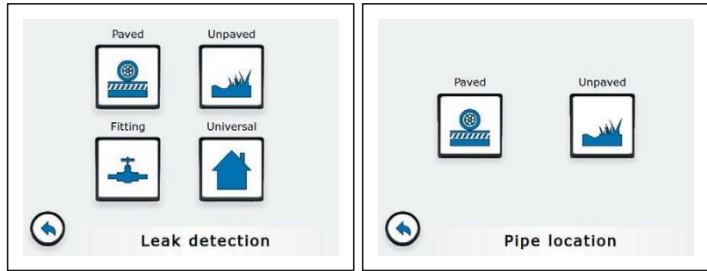 Paved Unpaved
Fitting Universal
Leak detection
Paved Unpaved
Pipe location